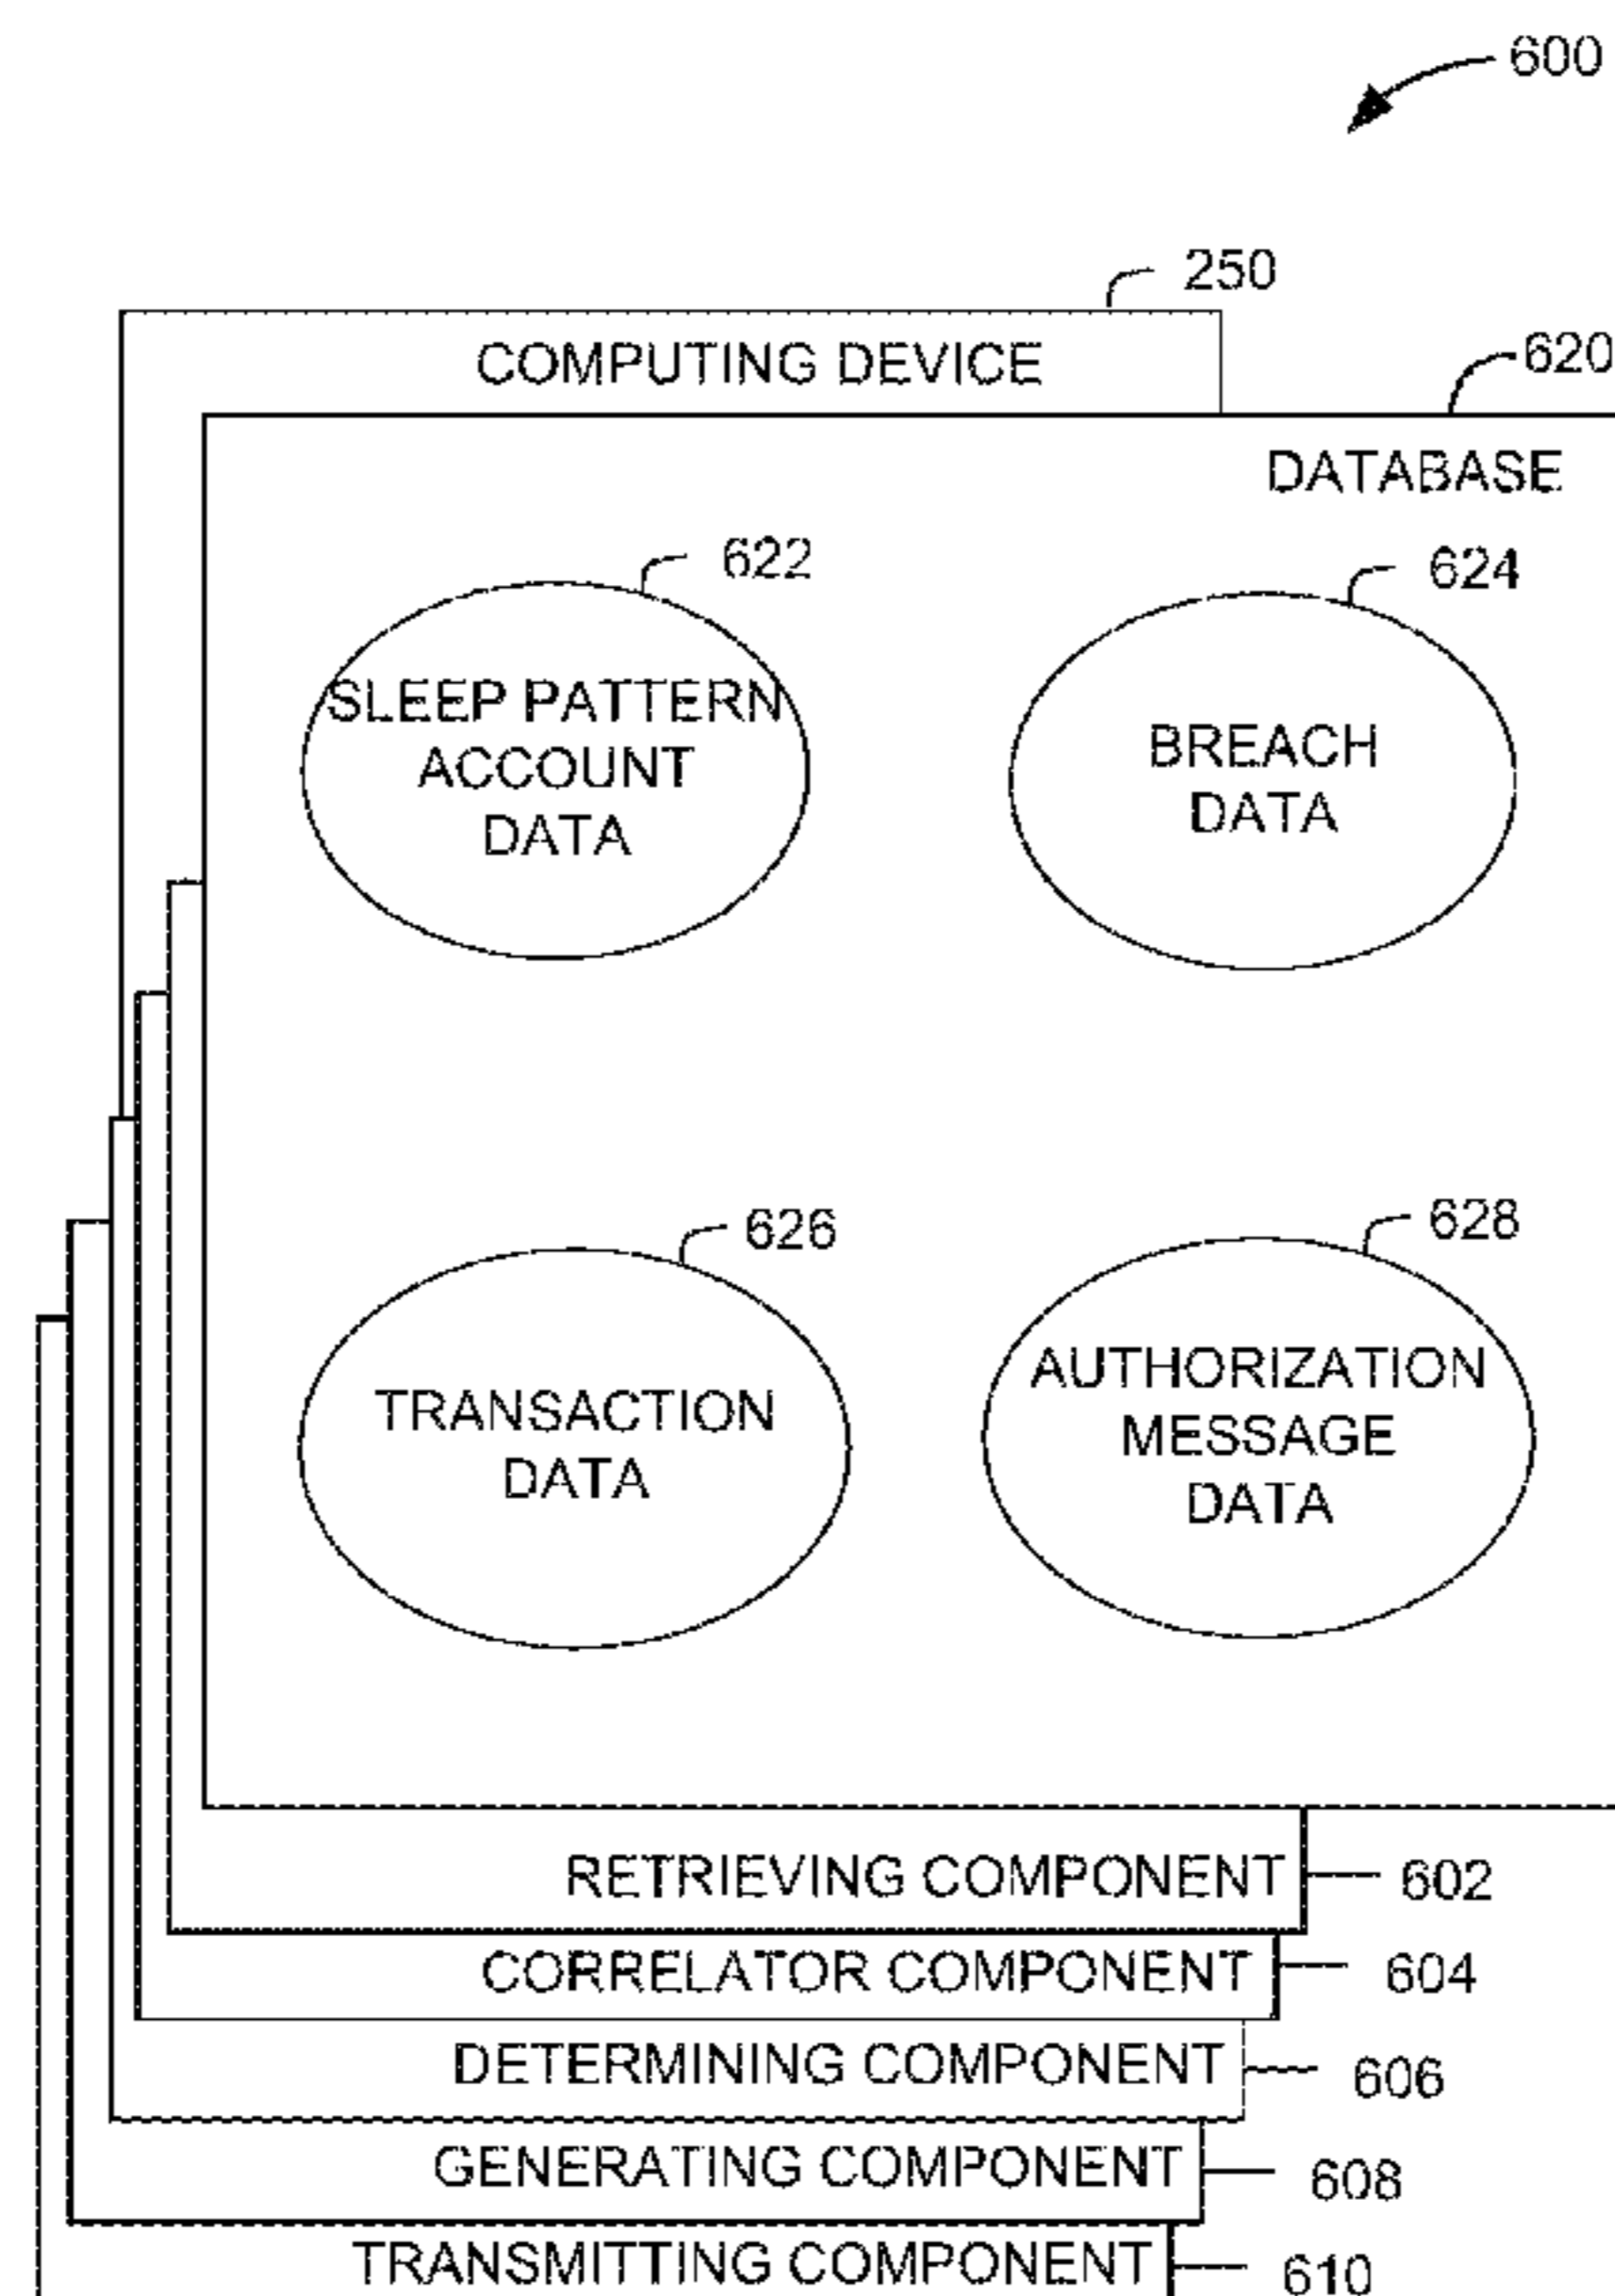 600
250
COMPUTING DEVICE
620
DATABASE
622
624
SLEEP PATTERN
ACCOUNT
DATA
BREACH
DATA
626
628
TRANSACTION
DATA
AUTHORIZATION
MESSAGE
DATA
RETRIEVING COMPONENT
602
CORRELATOR COMPONENT
604
DETERMINING COMPONENT
606
GENERATING COMPONENT
608
TRANSMITTING COMPONENT
610